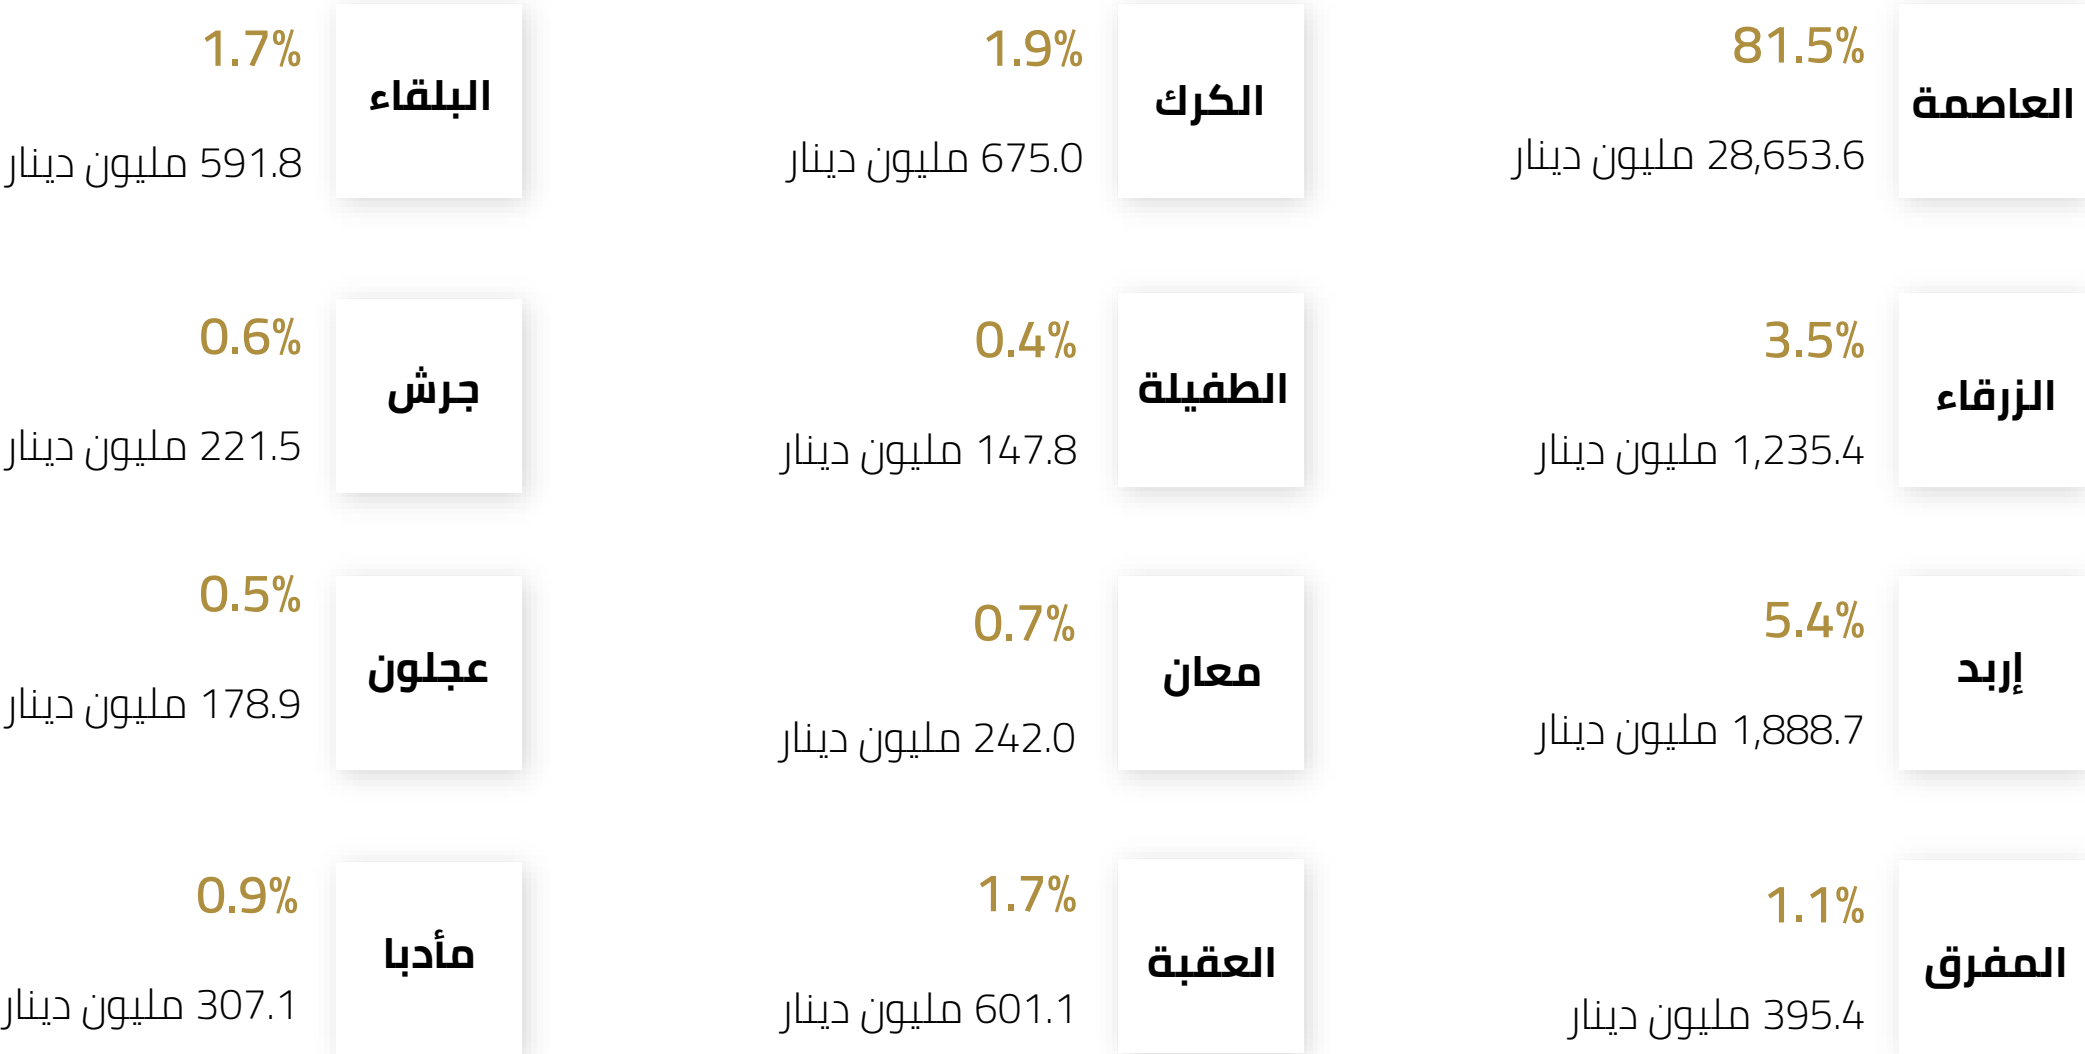 العاصمة
81.5%
28,653.6 مليون دينار
الكرك
1.9%
675.0 مليون دينار
البلقاء
1.7%
591.8 مليون دينار
الزرقاء
3.5%
1,235.4 مليون دينار
الطفيلة
0.4%
147.8 مليون دينار
جرش
0.6%
221.5 مليون دينار
إربد
5.4%
1,888.7 مليون دينار
معان
0.7%
242.0 مليون دينار
عجلون
0.5%
178.9 مليون دينار
المفرق
1.1%
395.4 مليون دينار
العقبة
1.7%
601.1 مليون دينار
مأدبا
0.9%
307.1 مليون دينار